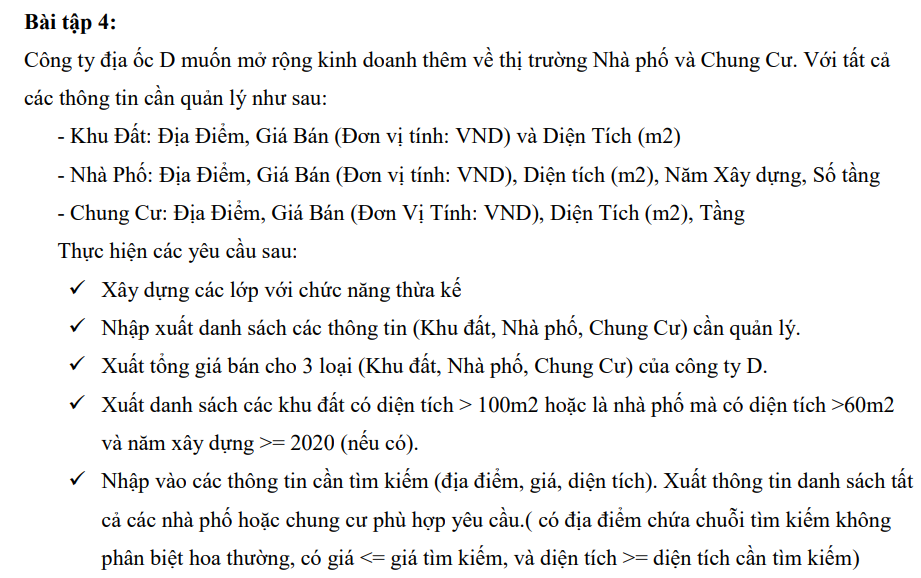 Bài tập 4:
Công ty địa ốc D muốn mở rộng kinh doanh thêm về thị trường Nhà phố và Chung Cư. Với tất cả
các thông tin cần quản lý như sau:
- Khu Đất: Địa Điểm, Giá Bán (Đơn vị tính: VND) và Diện Tích (m2)
- Nhà Phố: Địa Điểm, Giá Bán (Đơn vị tính: VND), Diện tích (m2), Năm Xây dựng, Số tầng
- Chung Cư: Địa Điểm, Giá Bán (Đơn Vị Tính: VND), Diện Tích (m2), Tầng
Thực hiện các yêu cầu sau:
✓ Xây dựng các lớp với chức năng thừa kế
✓ Nhập xuất danh sách các thông tin (Khu đất, Nhà phố, Chung Cư) cần quản lý.
✓ Xuất tổng giá bán cho 3 loại (Khu đất, Nhà phố, Chung Cư) của công ty D.
✓ Xuất danh sách các khu đất có diện tích > 100m2 hoặc là nhà phố mà có diện tích >60m2
và năm xây dựng >= 2020 (nếu có).
✓ Nhập vào các thông tin cần tìm kiếm (địa điểm, giá, diện tích). Xuất thông tin danh sách tất
cả các nhà phố hoặc chung cư phù hợp yêu cầu.( có địa điểm chứa chuỗi tìm kiếm không
phân biệt hoa thường, có giá <= giá tìm kiếm, và diện tích >= diện tích cần tìm kiếm)